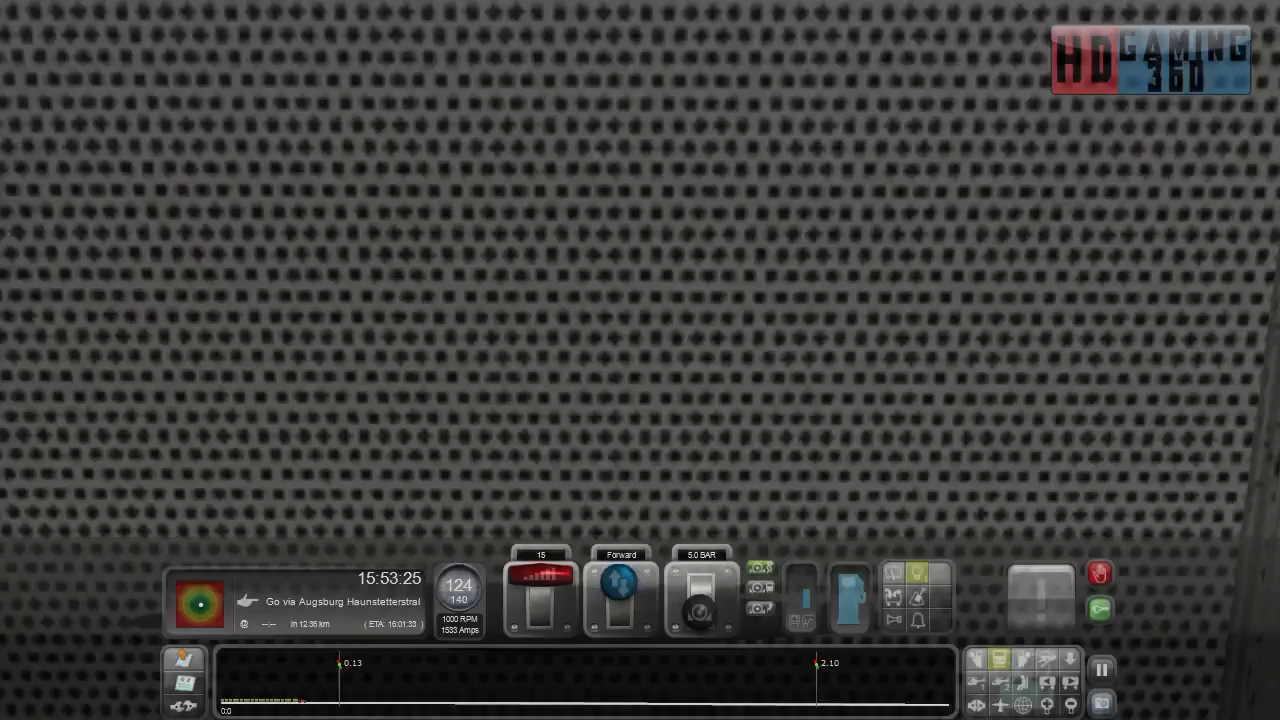 HD GAMING
360
15
Forward
5.0 BAR
15:53:25
Go via Augsburg Haunstetterstral
--:-- In 12.36 km ( ETA: 16:01:33 )
124
140
1000 RPM
1533 Amps
0.13
2.10
0:0